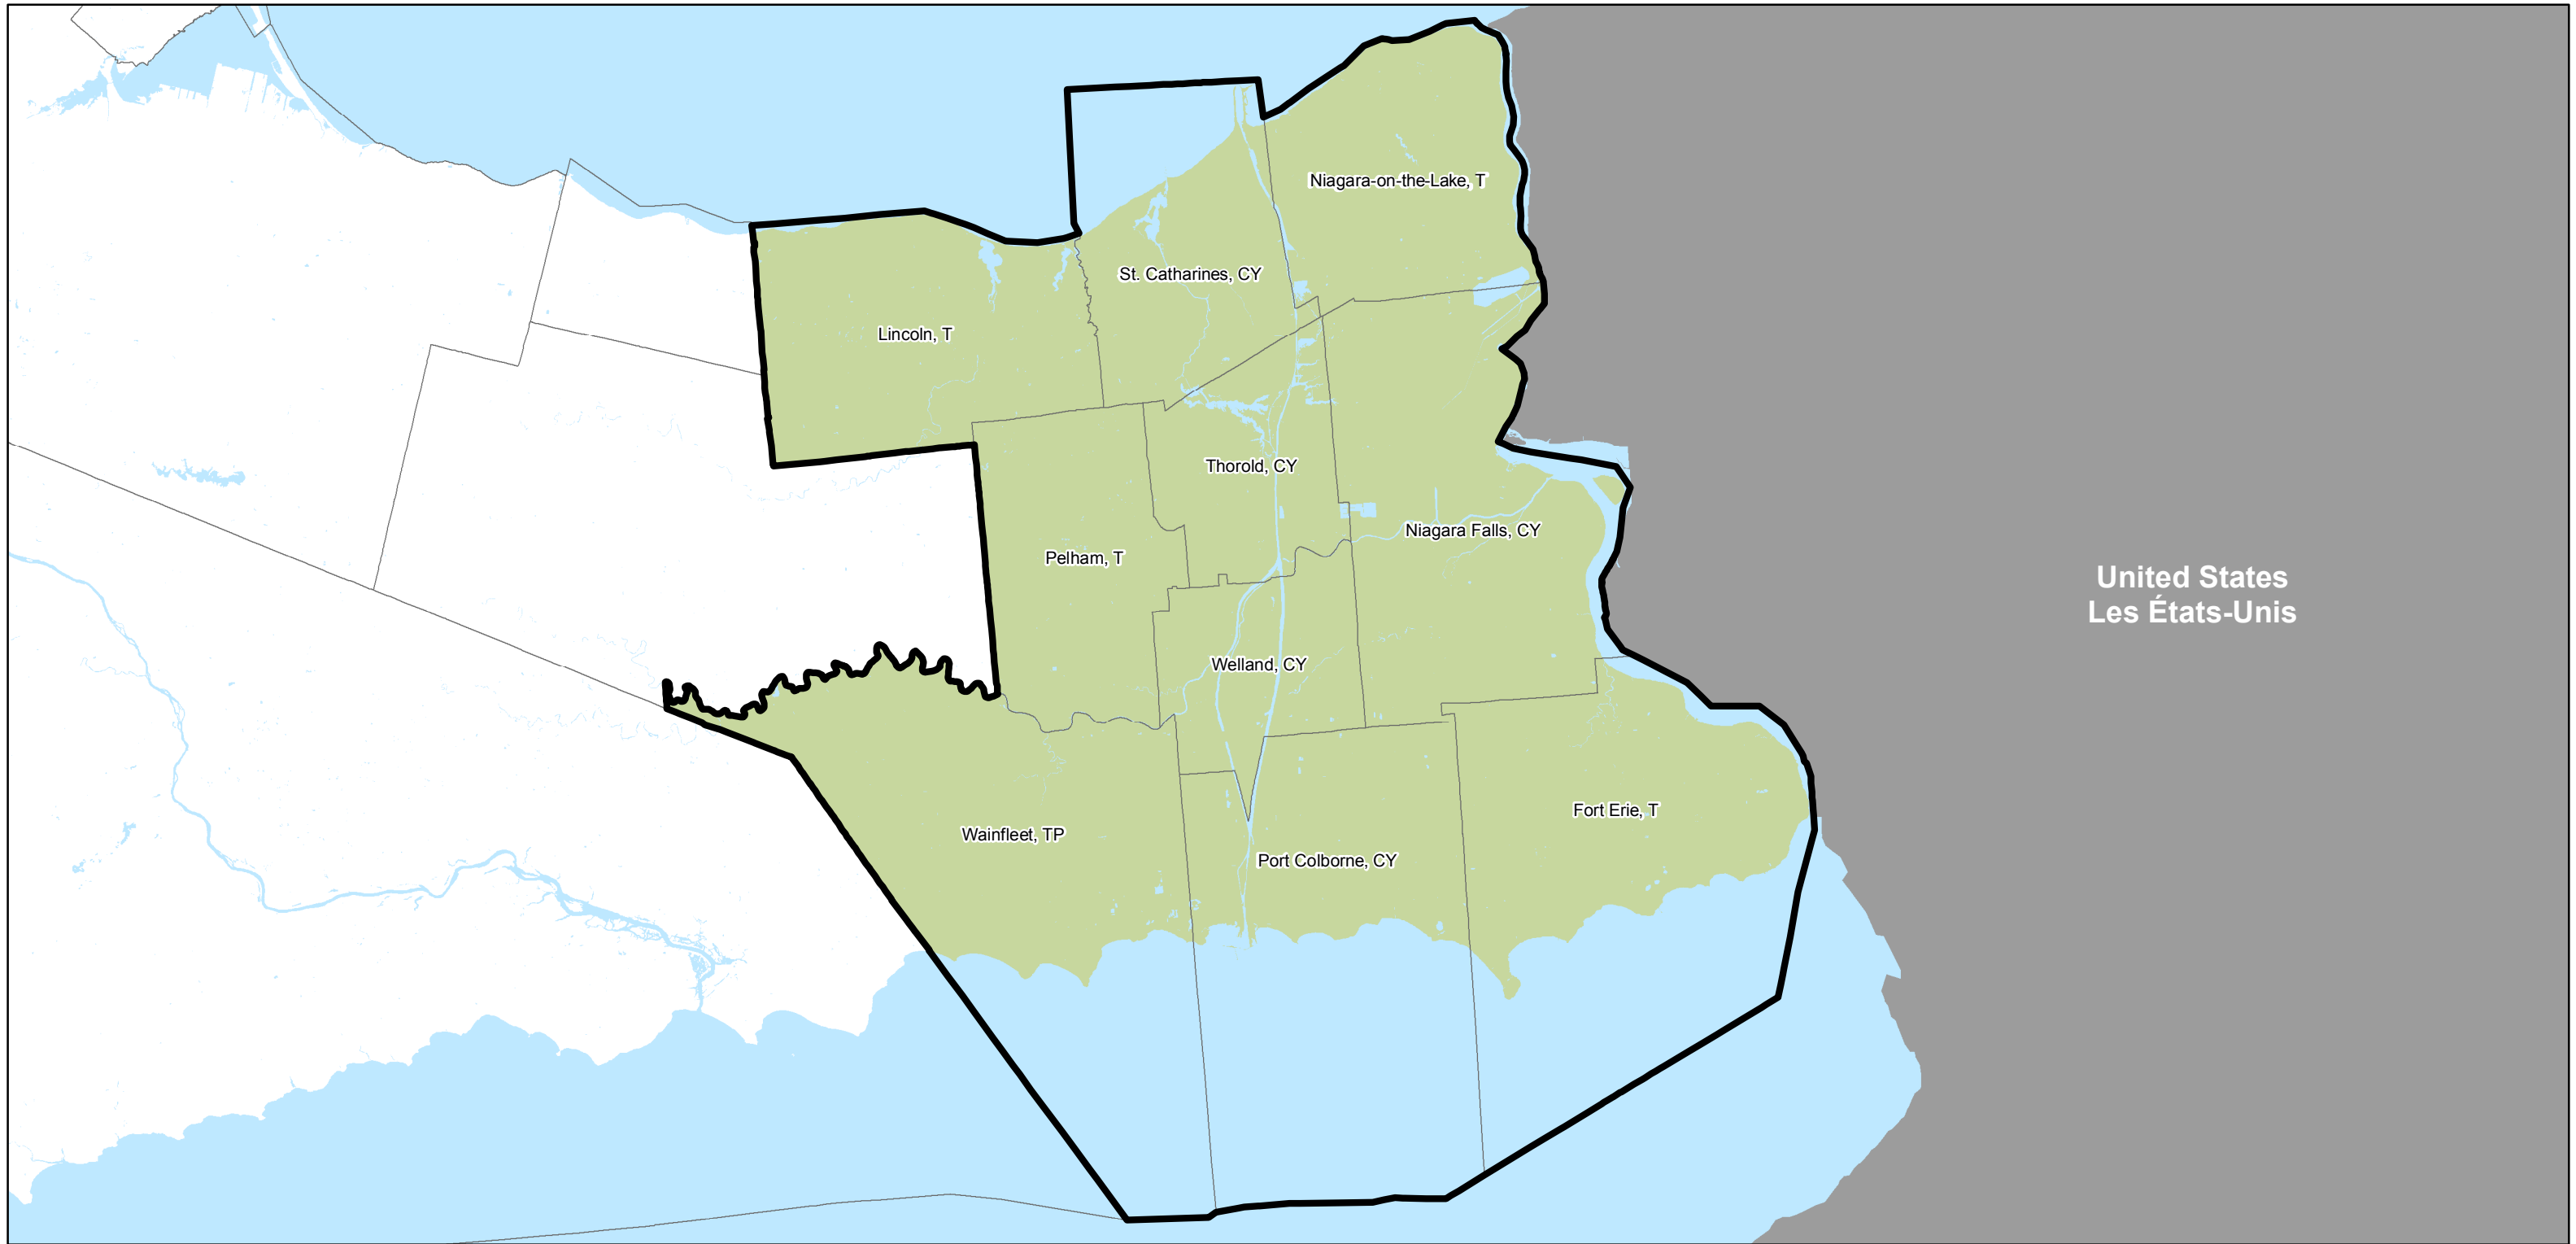 Niagara-on-the-Lake, T
St. Catharines, CY
Lincoln, T
Thorold, CY
Niagara Falls, CY
Pelham, T
United States
Les États-Unis
Welland, CY
Fort Erie, T
Wainfleet, TP
Port Colborne, CY